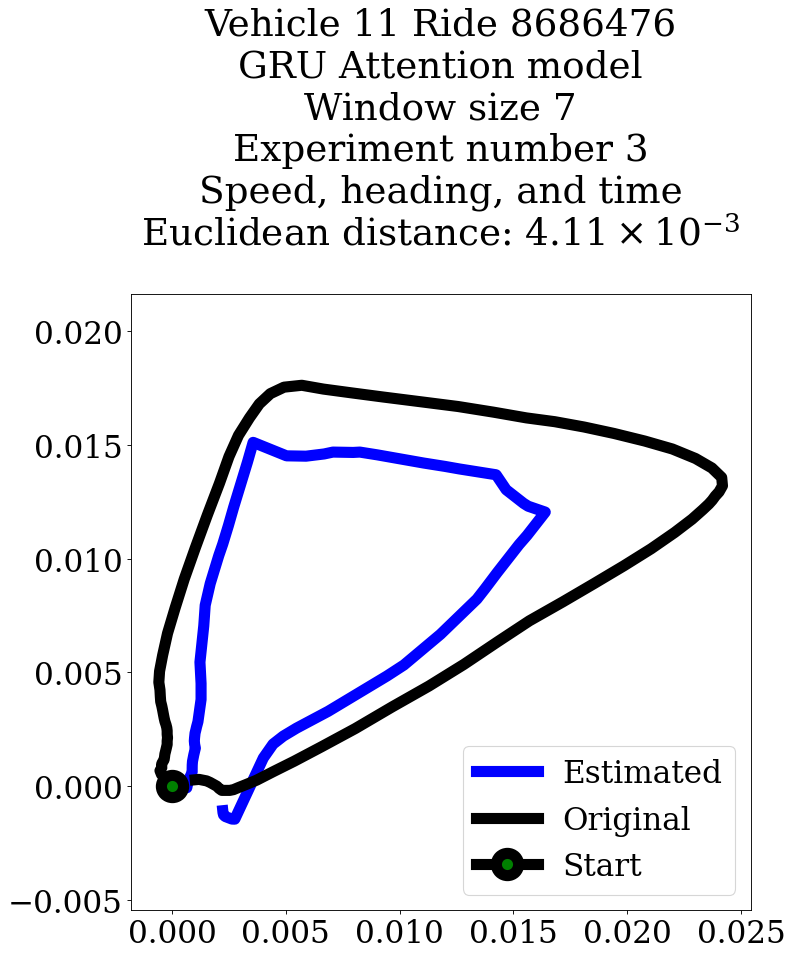 Vehicle 11 Ride 8686476
GRU Attention model
Window size 7
Experiment number 3
Speed, heading, and time
Euclidean distance: 4.11 × 10⁻³
0.020
0.015
0.010
0.005
0.000
−0.005
Estimated
Original
Start
0.000 0.005 0.010 0.015 0.020 0.025